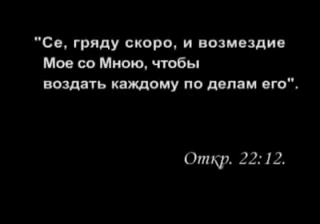 "Се, гряду скоро, и возмездие
Мое со Мною, чтобы
воздать каждому по делам его".
Откр. 22:12.